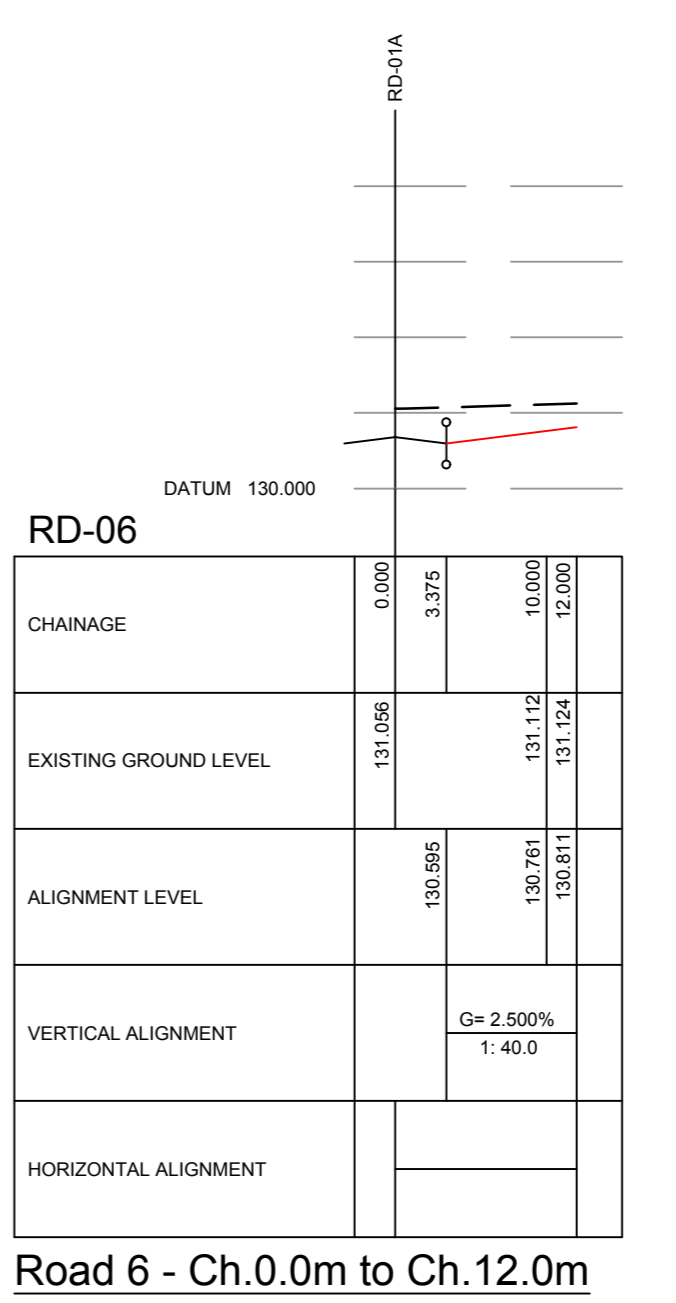 RD-01A
DATUM 130.000
RD-06
CHAINAGE
0.000
3.375
10.000
12.000
EXISTING GROUND LEVEL
131.056
131.112
131.124
ALIGNMENT LEVEL
130.595
130.761
130.811
VERTICAL ALIGNMENT
G= 2.500%
1: 40.0
HORIZONTAL ALIGNMENT
Road 6 - Ch.0.0m to Ch.12.0m